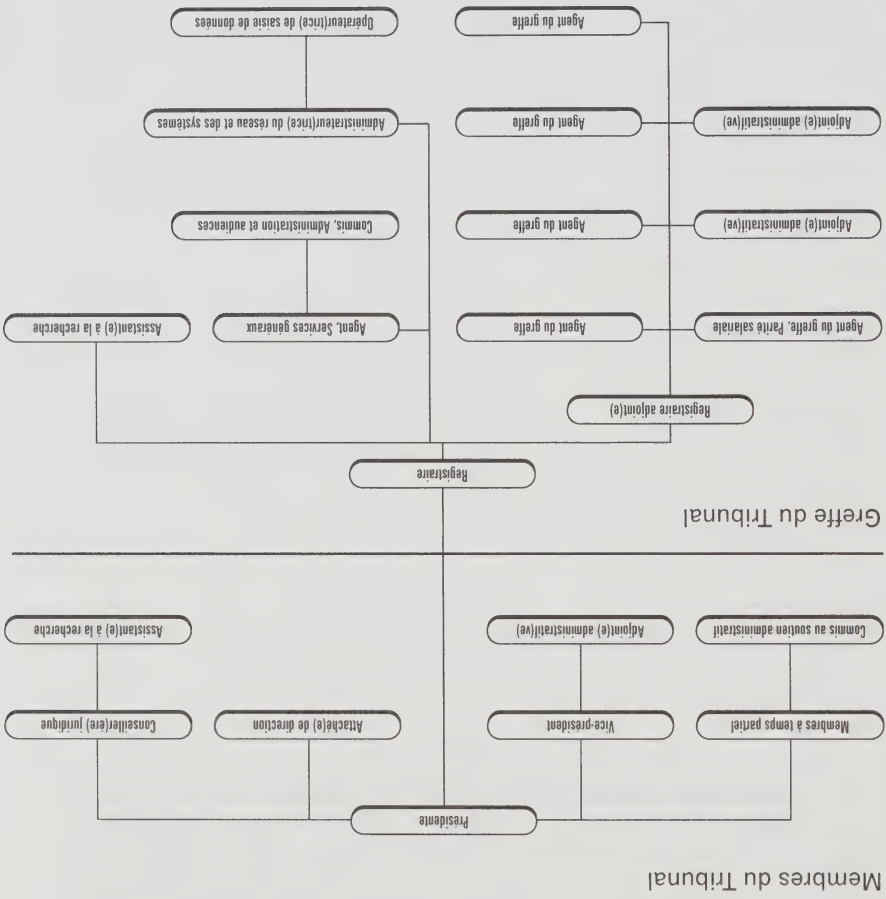 Membres du Tribunal
Présidente
Membres à temps partiel
Vice-président
Attaché(e) de direction
Conseiller(ère) juridique
Commis au soutien administratif
Adjoint(e) administratif(ve)
Assistant(e) à la recherche
Greffe du Tribunal
Registraire
Registraire adjoint(e)
Agent du greffe, Parité salariale
Agent du greffe
Agent, Services généraux
Assistant(e) à la recherche
Adjoint(e) administratif(ve)
Agent du greffe
Commis, Administration et audiences
Adjoint(e) administratif(ve)
Agent du greffe
Administrateur(trice) du réseau et des systèmes
Agent du greffe
Opérateur(trice) de saisie de données